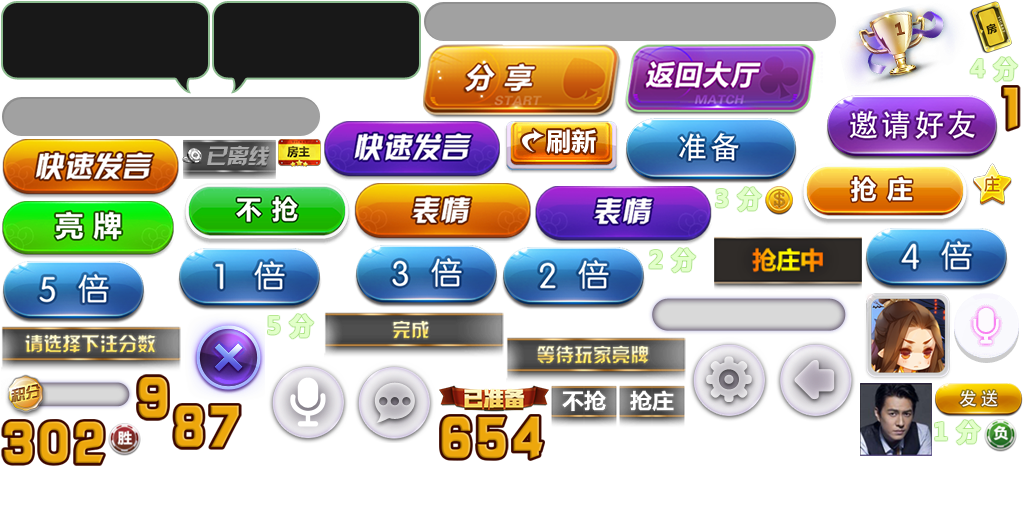 1
房
4 分
分 享
START
返回大厅
MATCH
1
邀请好友
快速发言
已离线
房主
快速发言
刷新
准备
抢 庄
庄
亮 牌
不 抢
表情
表情
3 分
$
5 倍
1 倍
3 倍
2 倍
2 分
抢庄中
4 倍
请选择下注分数
5 分
完成
等待玩家亮牌
积分
9
87
302
胜
已准备
654
不抢
抢庄
发 送
1 分
负